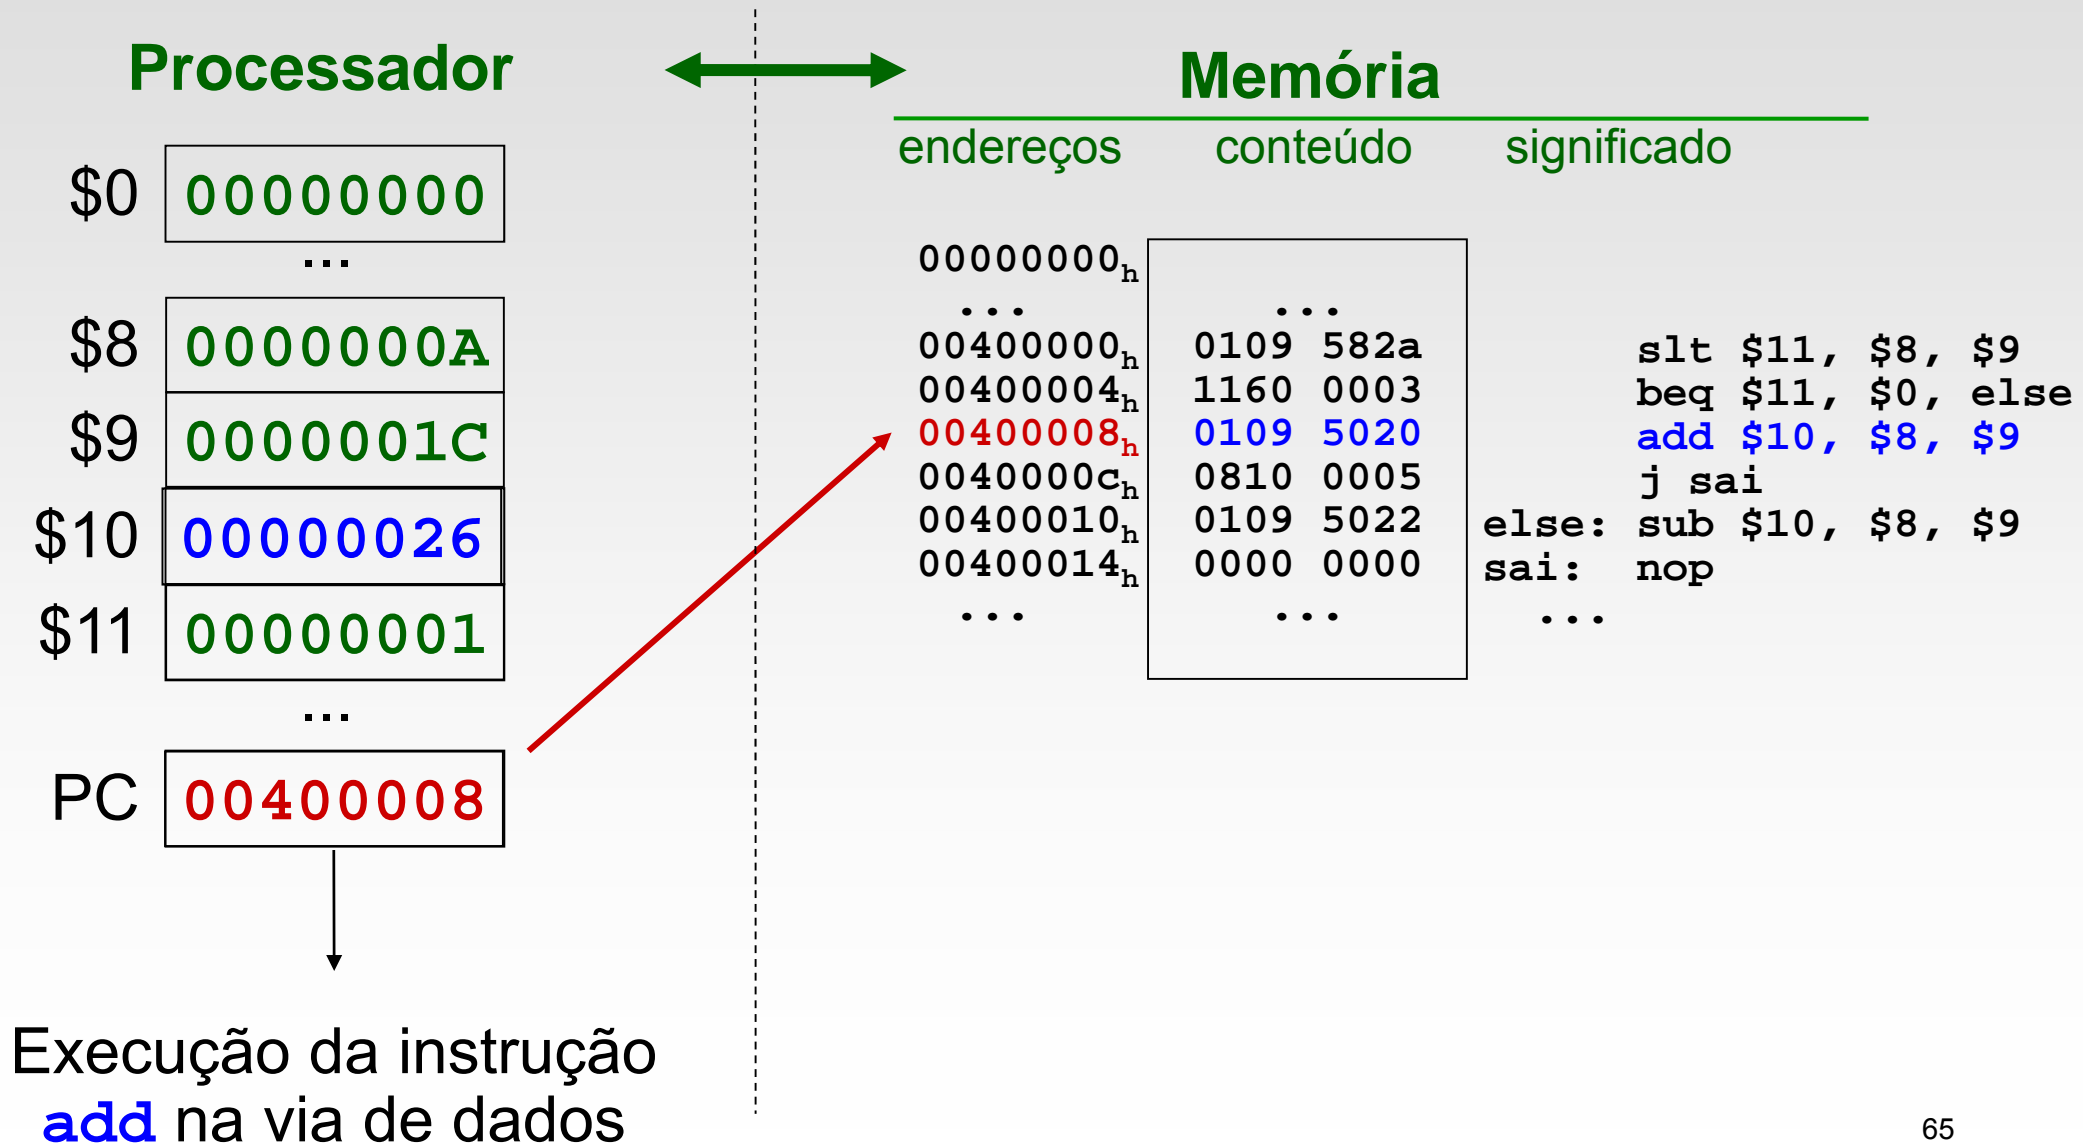 Processador
Memória
endereços conteúdo significado
$0 00000000
...
$8 0000000A
$9 0000001C
$10 00000026
$11 00000001
...
PC 00400008
00000000h
... ...
00400000h 0109 582a slt $11, $8, $9
00400004h 1160 0003 beq $11, $0, else
00400008h 0109 5020 add $10, $8, $9
0040000ch 0810 0005 j sai
00400010h 0109 5022 else: sub $10, $8, $9
00400014h 0000 0000 sai: nop
... ... ...
Execução da instrução
add na via de dados
65